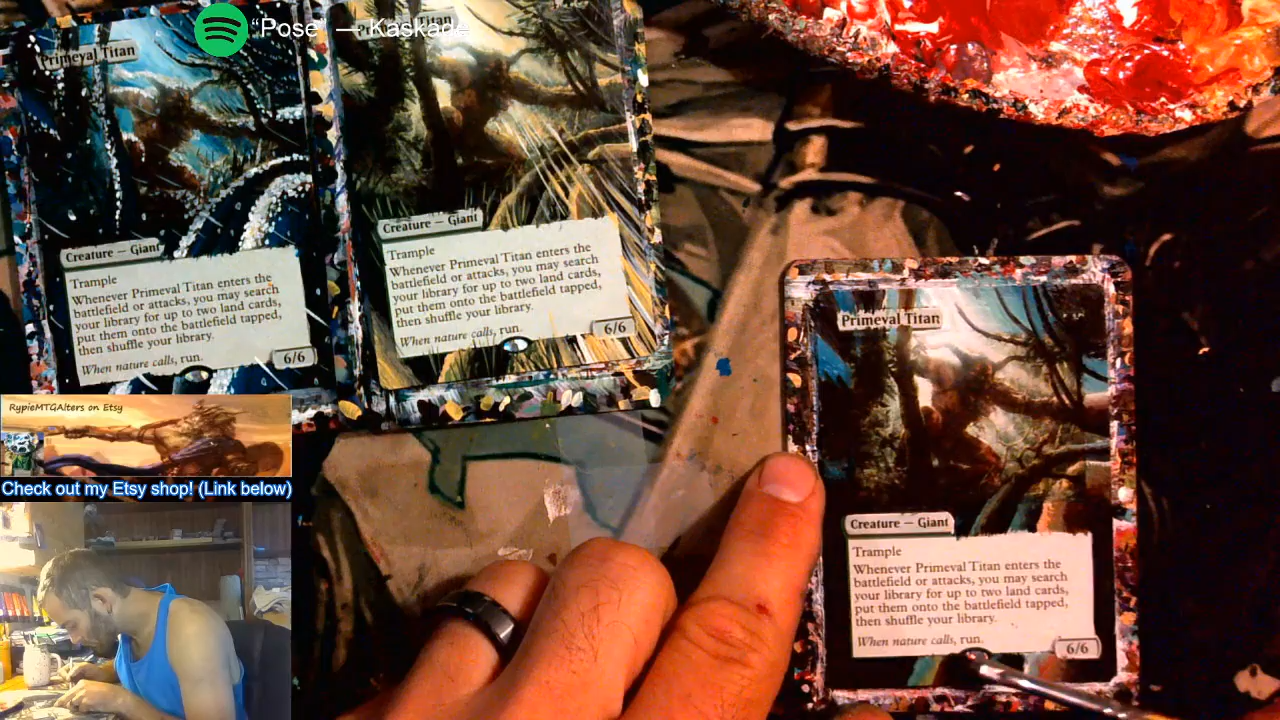 "Pose" — Kaskade
Primeval Titan
Creature — Giant
Trample
Whenever Primeval Titan enters the
battlefield or attacks, you may search
your library for up to two land cards,
put them onto the battlefield tapped,
then shuffle your library.
When nature calls, run.
6/6
Titan
Creature — Giant
Trample
Whenever Primeval Titan enters the
battlefield or attacks, you may search
your library for up to two land cards,
put them onto the battlefield tapped,
then shuffle your library.
When nature calls, run.
6/6
RypieMTGAlters on Etsy
Check out my Etsy shop! (Link below)
Primeval Titan
Creature — Giant
Trample
Whenever Primeval Titan enters the
battlefield or attacks, you may search
your library for up to two land cards,
put them onto the battlefield tapped,
then shuffle your library.
When nature calls, run.
6/6